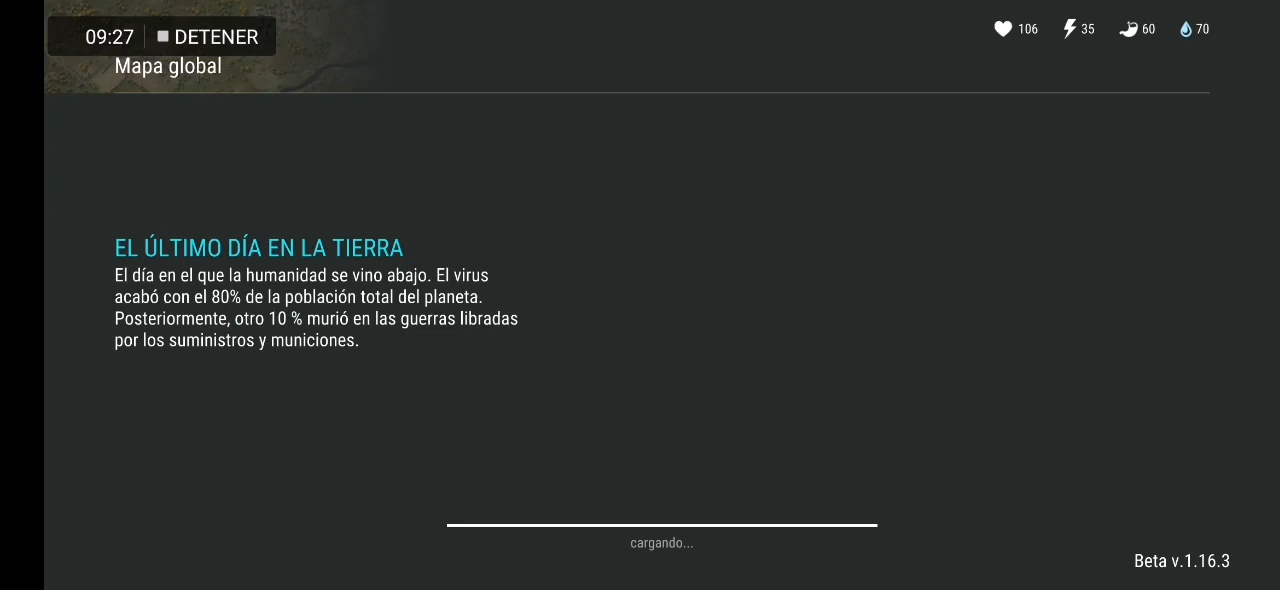 09:27 DETENER
106 35 60 70
Mapa global
EL ÚLTIMO DÍA EN LA TIERRA
El día en el que la humanidad se vino abajo. El virus
acabó con el 80% de la población total del planeta.
Posteriormente, otro 10 % murió en las guerras libradas
por los suministros y municiones.
cargando...
Beta v.1.16.3